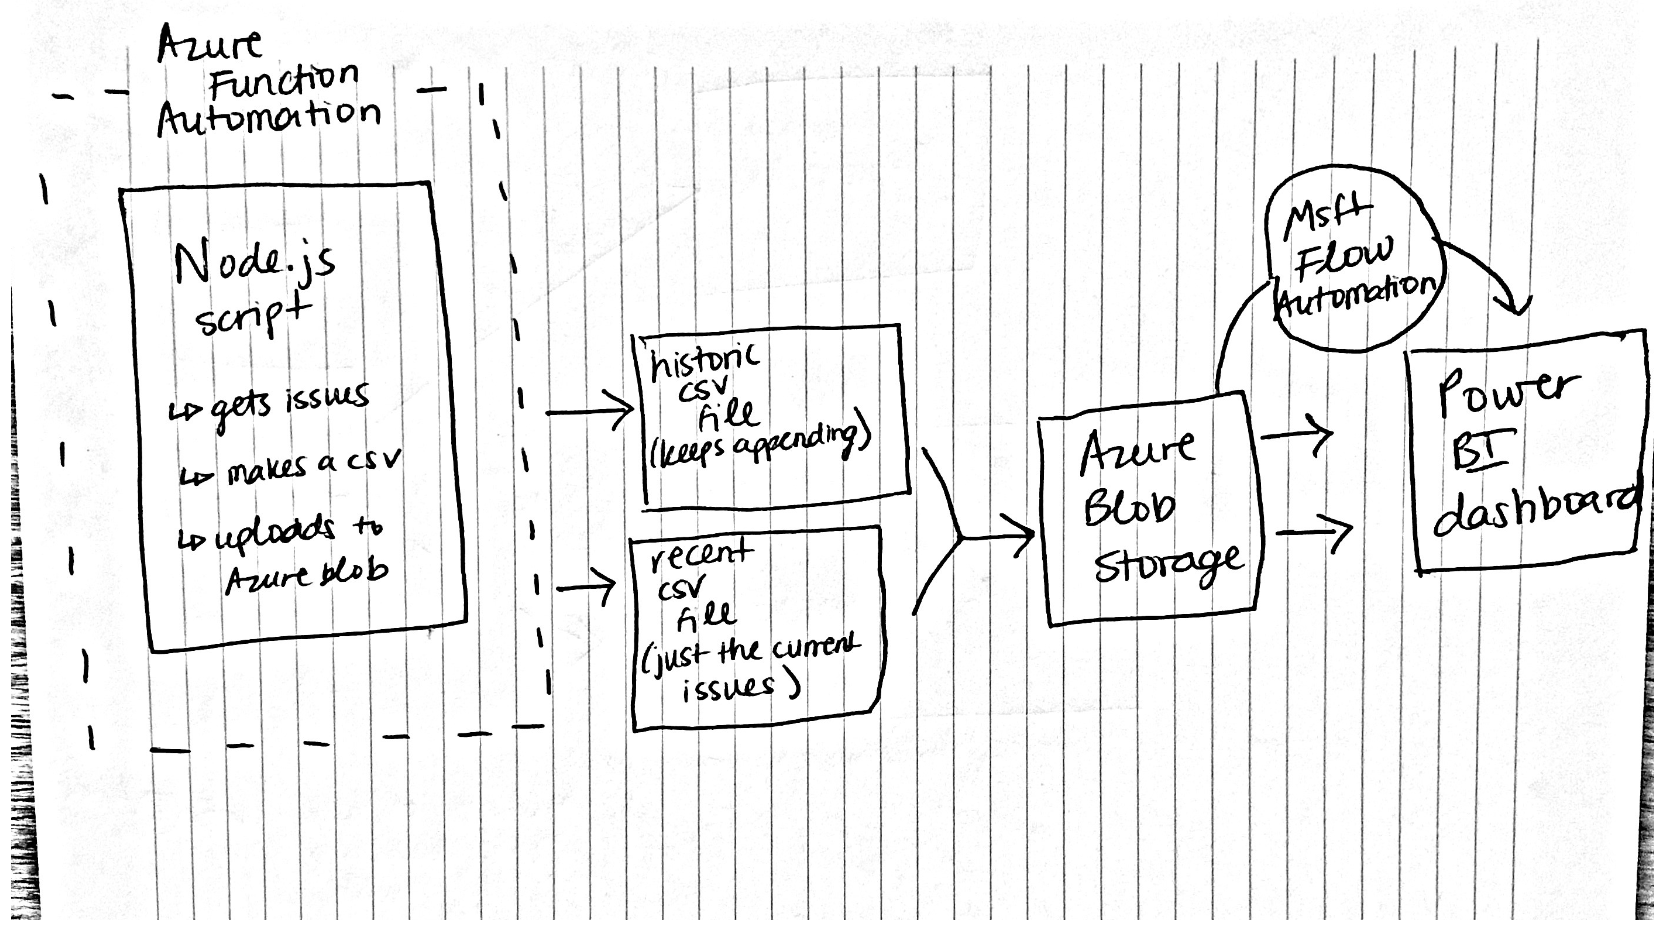 Azure
Function
Automation
Node.js
script
↳ gets issues
↳ makes a csv
↳ uploads to
Azure blob
historic
csv
file
(keeps appending)
recent
csv
file
(just the current
issues)
Azure
Blob
Storage
Msft
Flow
Automation
Power
BI
dashboard